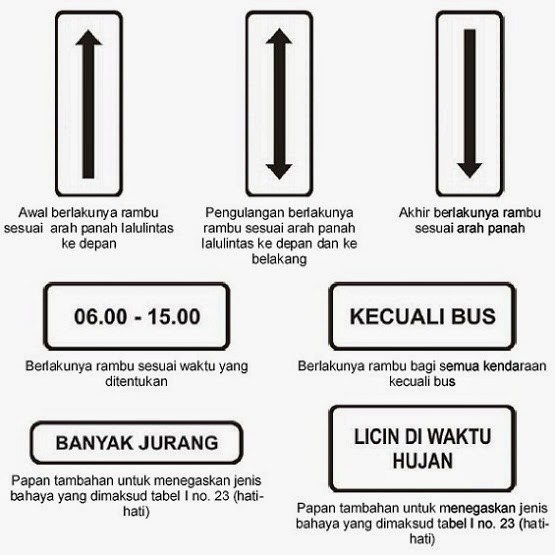 Awal berlakunya rambu
sesuai arah panah lalulintas
ke depan
Pengulangan berlakunya
rambu sesuai arah panah
lalulintas ke depan dan ke
belakang
Akhir berlakunya rambu
sesuai arah panah
06.00 - 15.00
Berlakunya rambu sesuai waktu yang
ditentukan
KECUALI BUS
Berlakunya rambu bagi semua kendaraan
kecuali bus
BANYAK JURANG
Papan tambahan untuk menegaskan jenis
bahaya yang dimaksud tabel I no. 23 (hati-
hati)
LICIN DI WAKTU
HUJAN
Papan tambahan untuk menegaskan jenis
bahaya yang dimaksud tabel I no. 23 (hati-
hati)